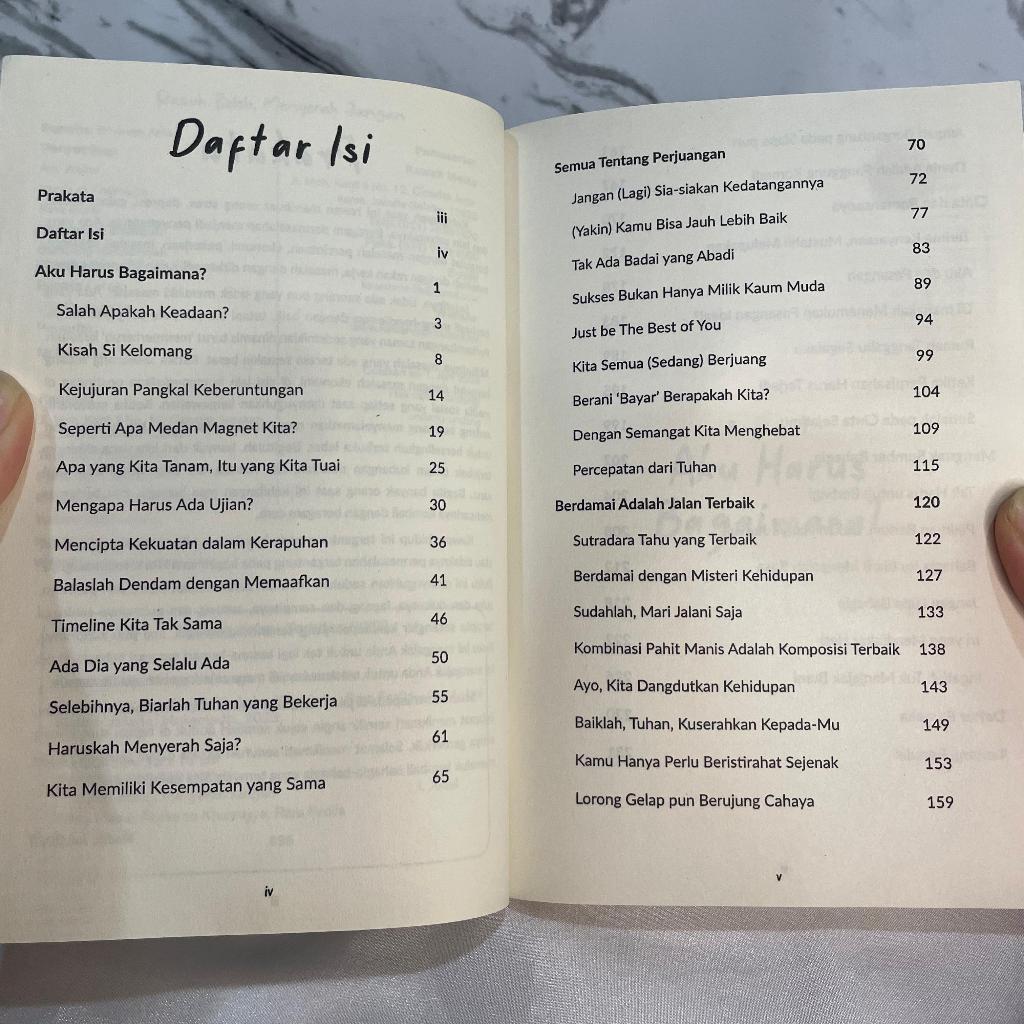 Daftar Isi
Prakata iii
Daftar Isi iv
Aku Harus Bagaimana? 1
Salah Apakah Keadaan? 3
Kisah Si Kelomang 8
Kejujuran Pangkal Keberuntungan 14
Seperti Apa Medan Magnet Kita? 19
Apa yang Kita Tanam, Itu yang Kita Tuai 25
Mengapa Harus Ada Ujian? 30
Mencipta Kekuatan dalam Kerapuhan 36
Balaslah Dendam dengan Memaafkan 41
Timeline Kita Tak Sama 46
Ada Dia yang Selalu Ada 50
Selebihnya, Biarlah Tuhan yang Bekerja 55
Haruskah Menyerah Saja? 61
Kita Memiliki Kesempatan yang Sama 65
iv
Semua Tentang Perjuangan 70
Jangan (Lagi) Sia-siakan Kedatangannya 72
(Yakin) Kamu Bisa Jauh Lebih Baik 77
Tak Ada Badai yang Abadi 83
Sukses Bukan Hanya Milik Kaum Muda 89
Just be The Best of You 94
Kita Semua (Sedang) Berjuang 99
Berani ‘Bayar’ Berapakah Kita? 104
Dengan Semangat Kita Menghebat 109
Percepatan dari Tuhan 115
Berdamai Adalah Jalan Terbaik 120
Sutradara Tahu yang Terbaik 122
Berdamai dengan Misteri Kehidupan 127
Sudahlah, Mari Jalani Saja 133
Kombinasi Pahit Manis Adalah Komposisi Terbaik 138
Ayo, Kita Dangdutkan Kehidupan 143
Baiklah, Tuhan, Kuserahkan Kepada-Mu 149
Kamu Hanya Perlu Beristirahat Sejenak 153
Lorong Gelap pun Berujung Cahaya 159
v